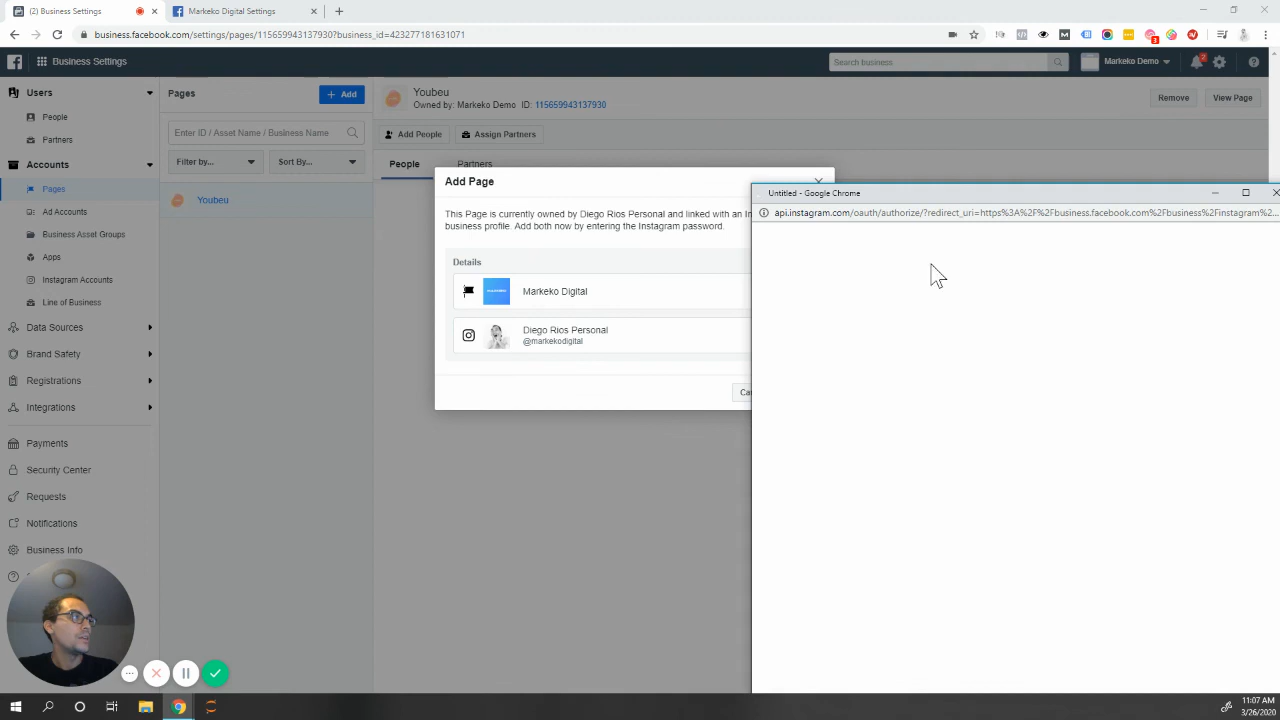 (2) Business Settings
Markeko Digital Settings
business.facebook.com/settings/pages/115659943137930?business_id=423277181631071
3
Business Settings
Search business
Markeko Demo
2
Users
People
Partners
Accounts
Pages
Ad Accounts
Business Asset Groups
Apps
Instagram Accounts
Line of Business
Data Sources
Brand Safety
Registrations
Integrations
Payments
Security Center
Requests
Notifications
Business Info
Pages
+ Add
Enter ID / Asset Name / Business Name
Filter by...
Sort By...
Youbeu
Youbeu
Owned by: Markeko Demo ID: 115659943137930
Remove
View Page
Add People
Assign Partners
People
Partners
Add Page
This Page is currently owned by Diego Rios Personal and linked with an In
business profile. Add both now by entering the Instagram password.
Details
Markeko Digital
Diego Rios Personal
@markekodigital
Ca
Untitled - Google Chrome
api.instagram.com/oauth/authorize/?redirect_uri=https%3A%2F%2Fbusiness.facebook.com%2Fbusiness%2Finstagram%2...
11:07 AM
3/26/2020